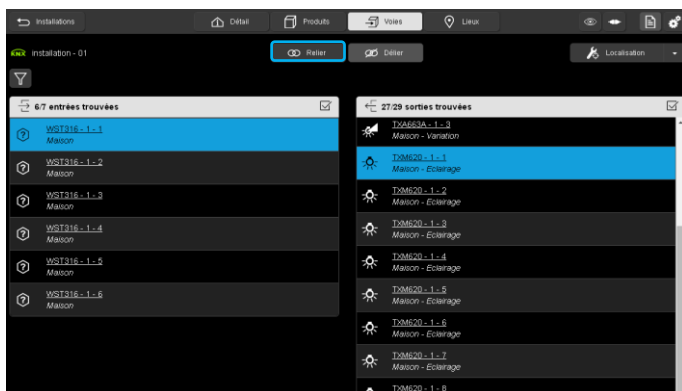 Installations
Détail
Produits
Voies
Lieux
KNX installation - 01
Relier
Délier
Localisation
6/7 entrées trouvées
WST316 - 1 - 1
Maison
WST316 - 1 - 2
Maison
WST316 - 1 - 3
Maison
WST316 - 1 - 4
Maison
WST316 - 1 - 5
Maison
WST316 - 1 - 6
Maison
27/29 sorties trouvées
TXA663A - 1 - 3
Maison - Variation
TXM620 - 1 - 1
Maison - Eclairage
TXM620 - 1 - 2
Maison - Eclairage
TXM620 - 1 - 3
Maison - Eclairage
TXM620 - 1 - 4
Maison - Eclairage
TXM620 - 1 - 5
Maison - Eclairage
TXM620 - 1 - 6
Maison - Eclairage
TXM620 - 1 - 7
Maison - Eclairage
TXM620 - 1 - 8